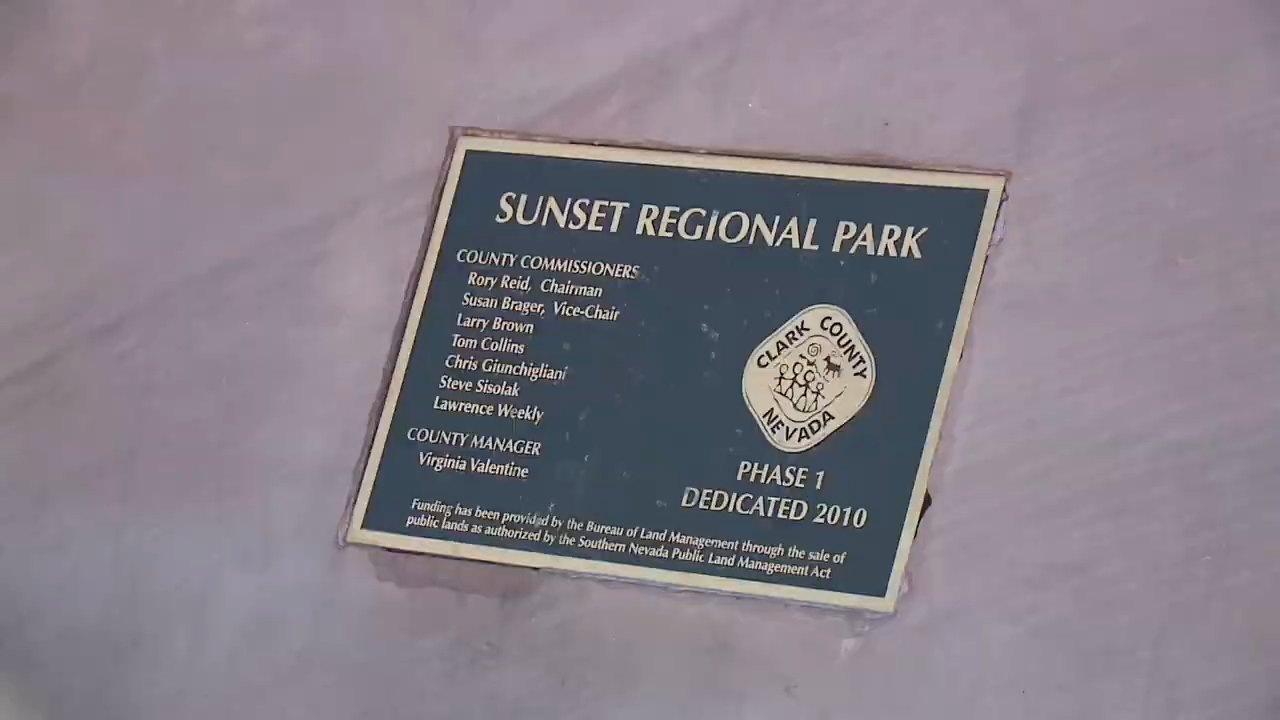 SUNSET REGIONAL PARK
COUNTY COMMISSIONERS
Rory Reid, Chairman
Susan Brager, Vice-Chair
Larry Brown
Tom Collins
Chris Giunchigliani
Steve Sisolak
Lawrence Weekly
COUNTY MANAGER
Virginia Valentine
CLARK COUNTY
NEVADA
PHASE 1
DEDICATED 2010
Funding has been provided by the Bureau of Land Management through the sale of
public lands as authorized by the Southern Nevada Public Land Management Act